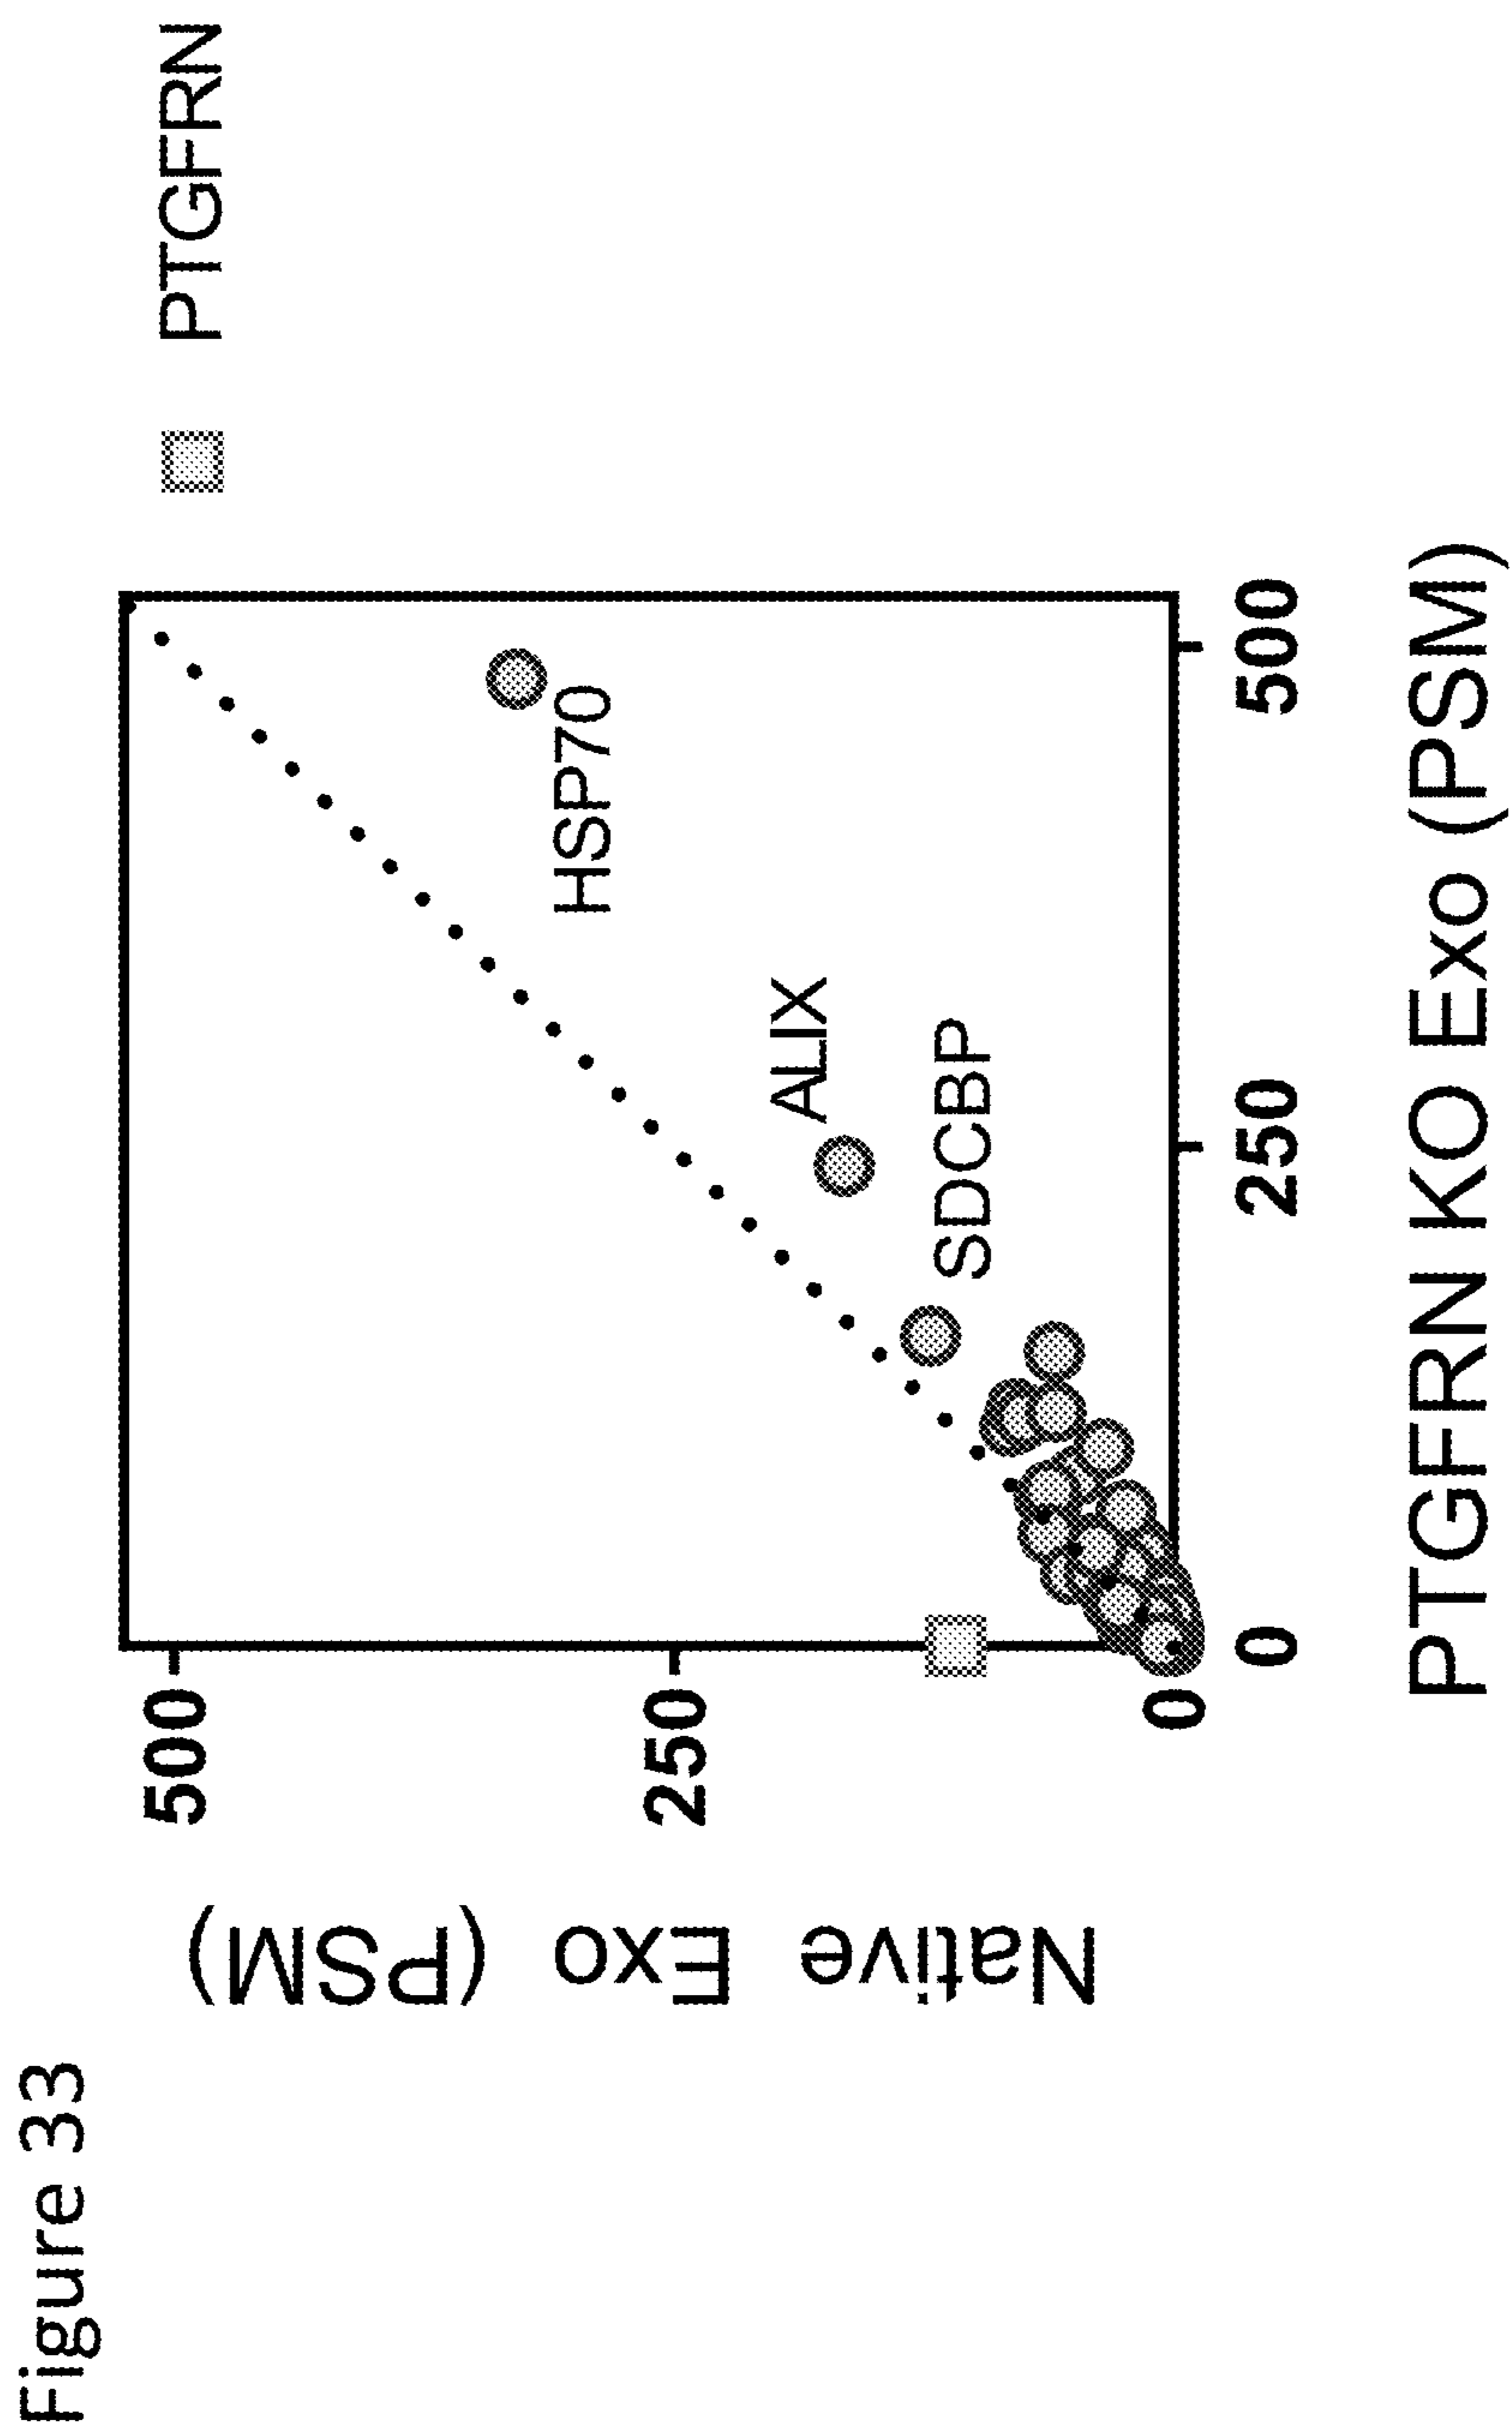 Figure 33
PTGFRN
500
250
0
Native Exo (PSM)
HSP70
ALIX
SDCBP
0
250
500
PTGFRN KO Exo (PSM)